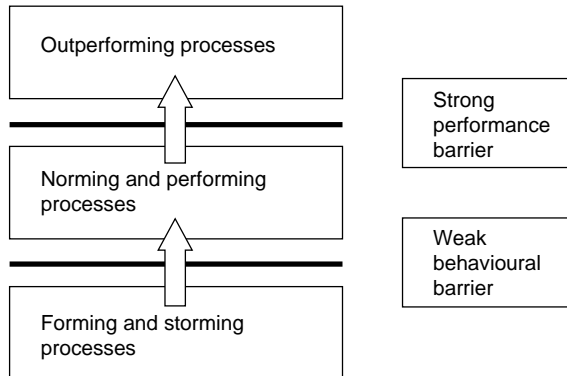 Outperforming processes
Strong
performance
barrier
Norming and performing
processes
Weak
behavioural
barrier
Forming and storming
processes